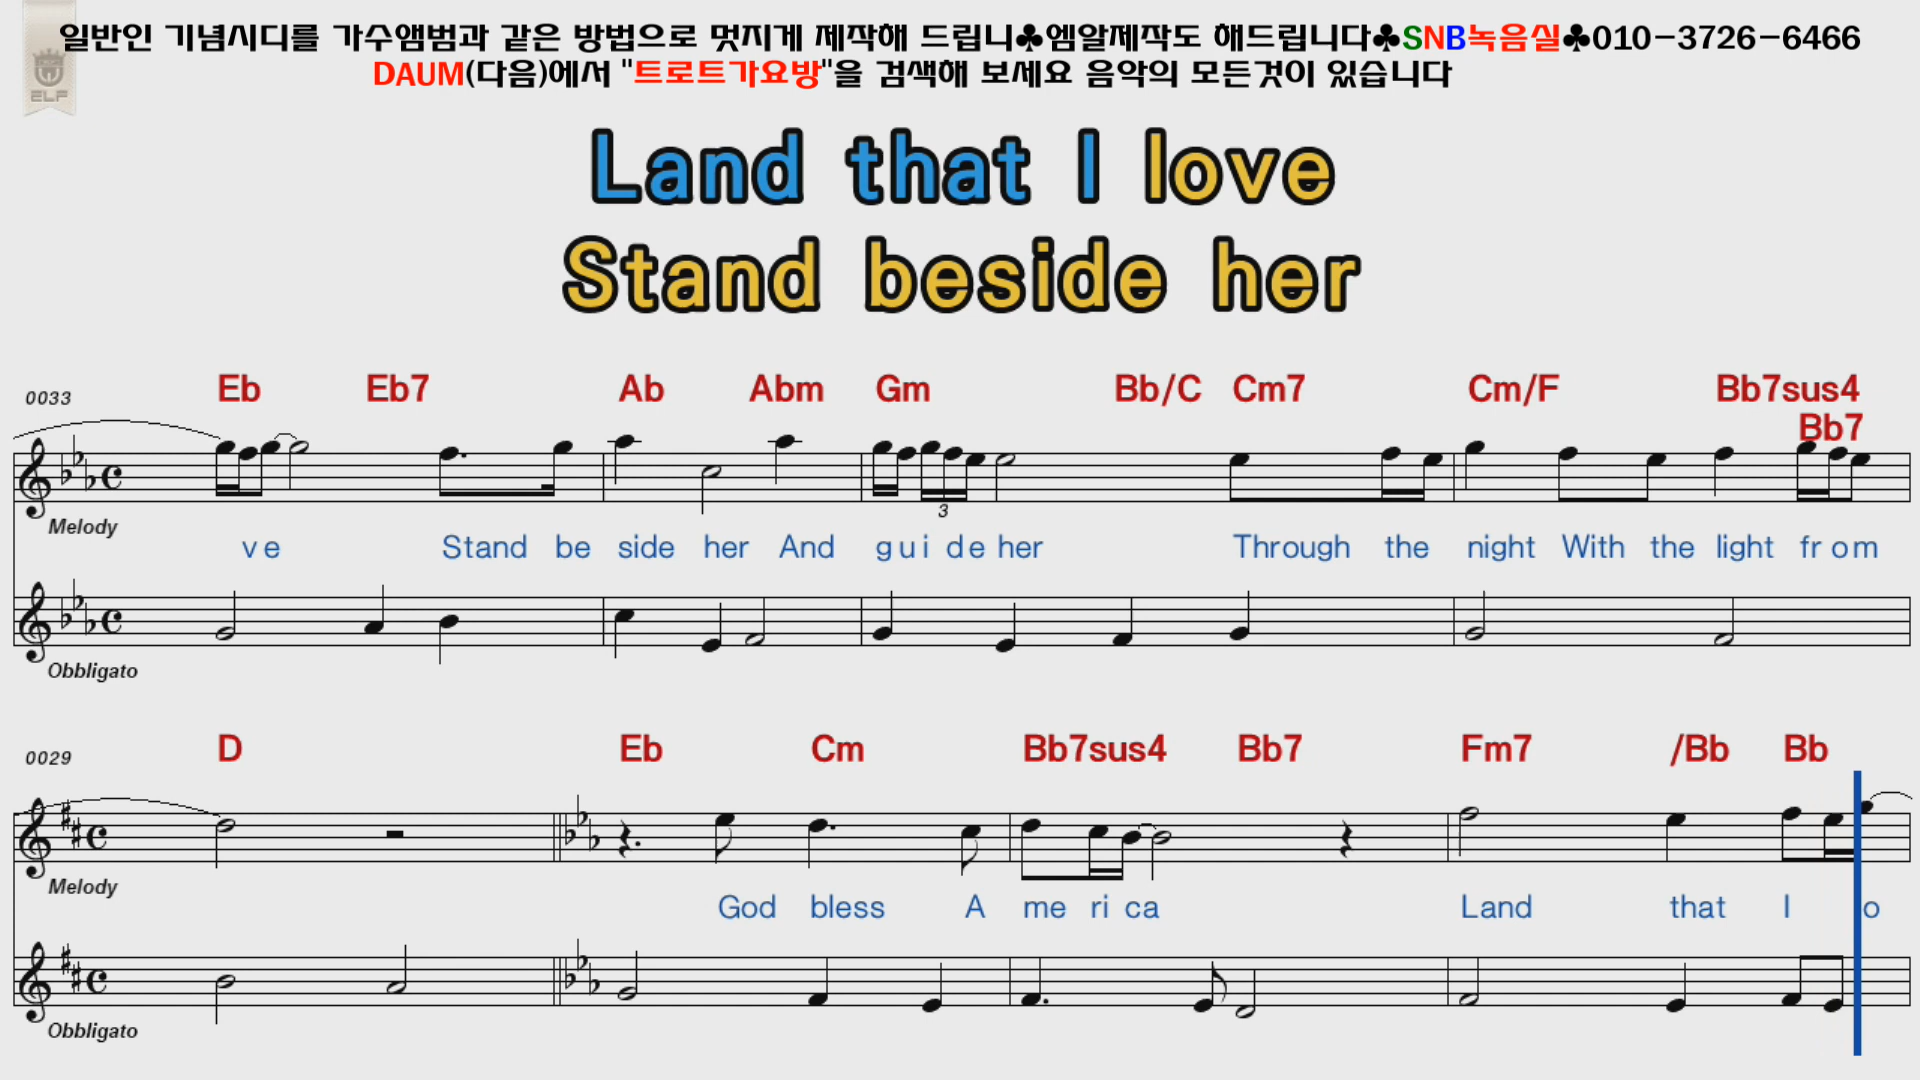 일반인 기념시디를 가수앨범과 같은 방법으로 멋지게 제작해 드립니♣엠알제작도 해드립니다♣SNB녹음실♣010-3726-6466
DAUM(다음)에서 "트로트가요방"을 검색해 보세요 음악의 모든것이 있습니다
ELF
Land that I love
Stand beside her
0033 Eb Eb7 Ab Abm Gm Bb/C Cm7 Cm/F Bb7sus4
Bb7
3
Melody
ve Stand be side her And gui de her Through the night With the light from
Obbligato
0029 D Eb Cm Bb7sus4 Bb7 Fm7 /Bb Bb
Melody
God bless A me ri ca Land that I o
Obbligato